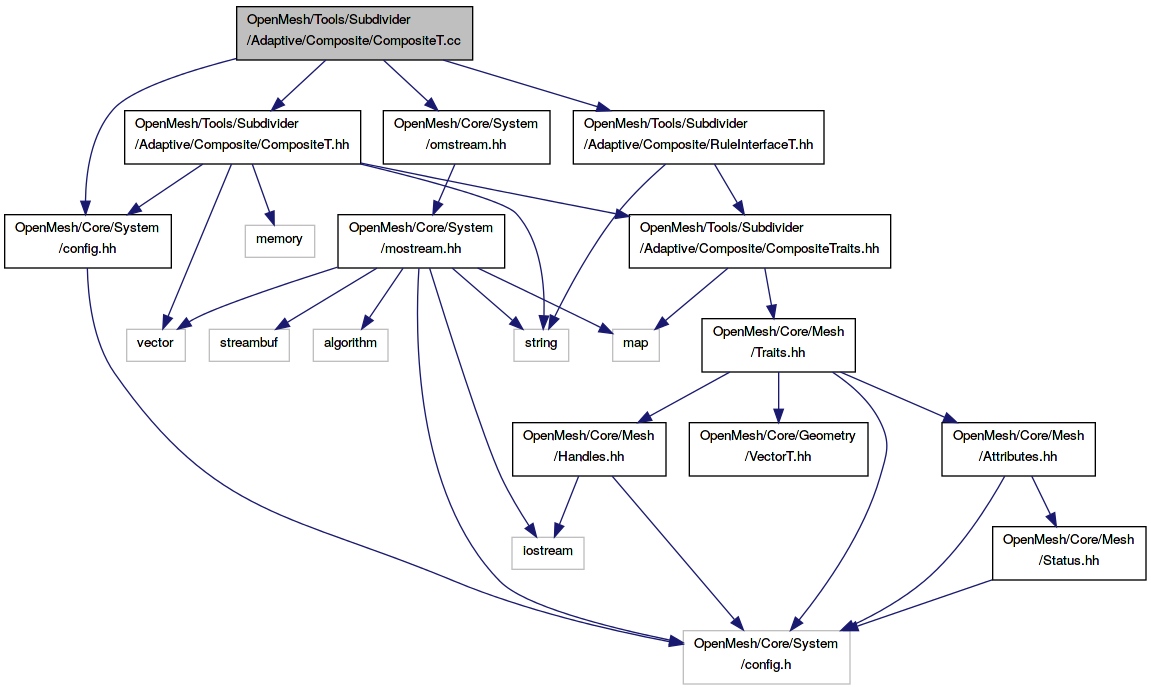 OpenMesh/Tools/Subdivider
/Adaptive/Composite/CompositeT.cc
OpenMesh/Tools/Subdivider
/Adaptive/Composite/CompositeT.hh
OpenMesh/Core/System
/omstream.hh
OpenMesh/Tools/Subdivider
/Adaptive/Composite/RuleInterfaceT.hh
OpenMesh/Core/System
/config.hh
memory
OpenMesh/Core/System
/mostream.hh
OpenMesh/Tools/Subdivider
/Adaptive/Composite/CompositeTraits.hh
vector
streambuf
algorithm
string
map
OpenMesh/Core/Mesh
/Traits.hh
OpenMesh/Core/Mesh
/Handles.hh
OpenMesh/Core/Geometry
/VectorT.hh
OpenMesh/Core/Mesh
/Attributes.hh
iostream
OpenMesh/Core/Mesh
/Status.hh
OpenMesh/Core/System
/config.h